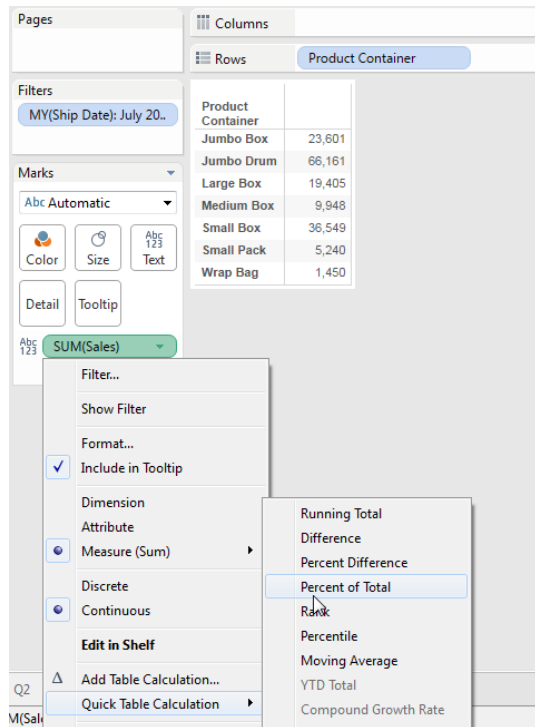 Pages
Columns
Rows Product Container
Filters
MY(Ship Date): July 20..
Product
Container
Jumbo Box 23,601
Jumbo Drum 66,161
Large Box 19,405
Medium Box 9,948
Small Box 36,549
Small Pack 5,240
Wrap Bag 1,450
Marks
Abc Automatic
Abc
123
Color Size Text
Detail Tooltip
Abc
123
SUM(Sales)
Filter...
Show Filter
Format...
Include in Tooltip
Dimension
Attribute
Measure (Sum)
Discrete
Continuous
Edit in Shelf
Δ Add Table Calculation...
Quick Table Calculation
Running Total
Difference
Percent Difference
Percent of Total
Rank
Percentile
Moving Average
YTD Total
Compound Growth Rate
Q2